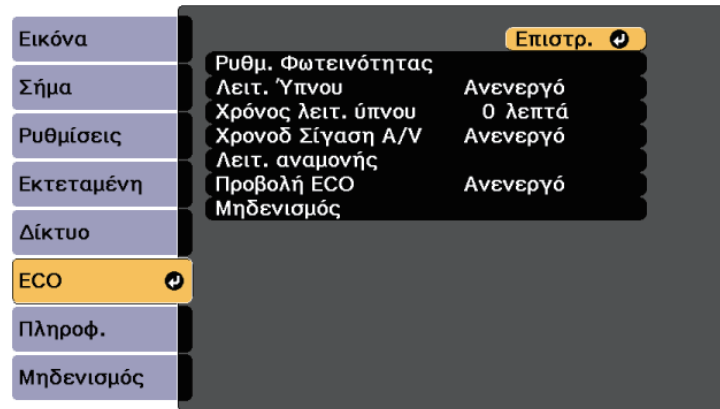 Εικόνα
Σήμα
Ρυθμίσεις
Εκτεταμένη
Δίκτυο
ECO
Πληροφ.
Μηδενισμός
Επιστρ.
Ρυθμ. Φωτεινότητας
Λειτ. Ύπνου Ανενεργό
Χρόνος λειτ. ύπνου 0 λεπτά
Χρονοδ Σίγαση A/V Ανενεργό
Λειτ. αναμονής
Προβολή ECO Ανενεργό
Μηδενισμός